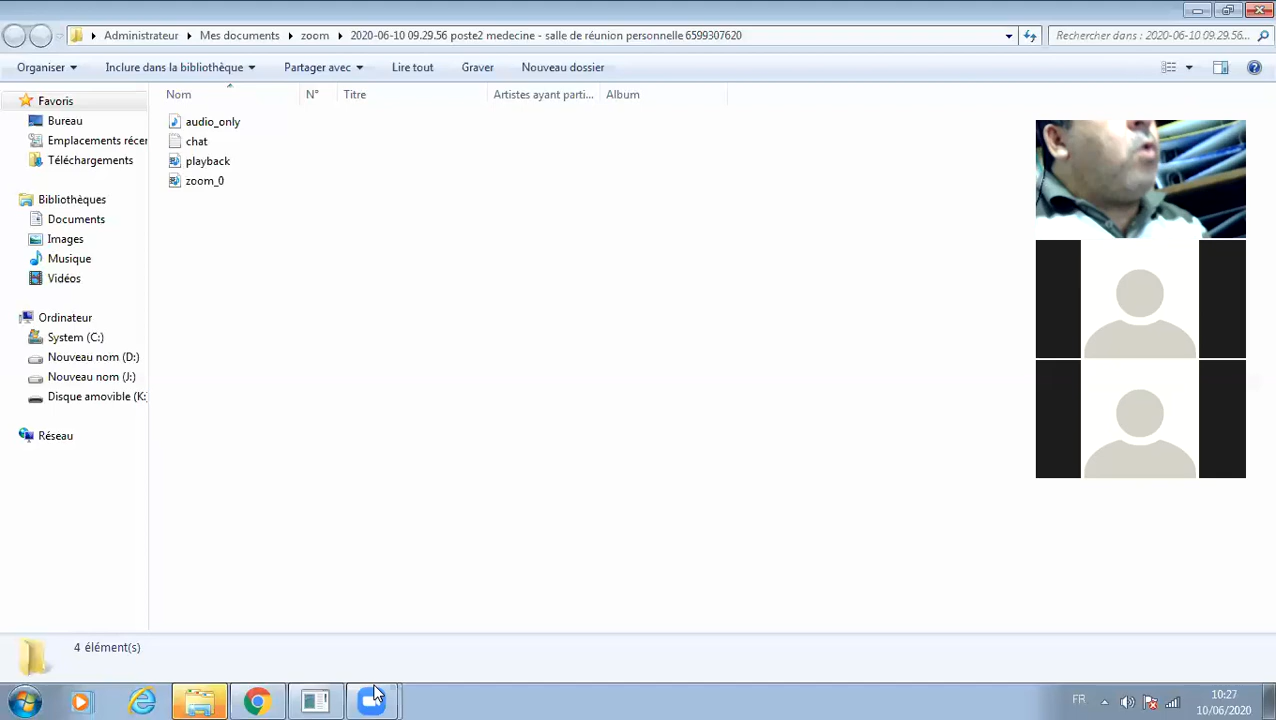 Administrateur Mes documents zoom 2020-06-10 09.29.56 poste2 medecine - salle de réunion personnelle 6599307620
Rechercher dans : 2020-06-10 09.29.56...
Organiser Inclure dans la bibliothèque Partager avec Lire tout Graver Nouveau dossier
Nom N° Titre Artistes ayant parti... Album
Favoris
Bureau
Emplacements récen
Téléchargements
Bibliothèques
Documents
Images
Musique
Vidéos
Ordinateur
System (C:)
Nouveau nom (D:)
Nouveau nom (J:)
Disque amovible (K:
Réseau
audio_only
chat
playback
zoom_0
4 élément(s)
FR
10:27
10/06/2020